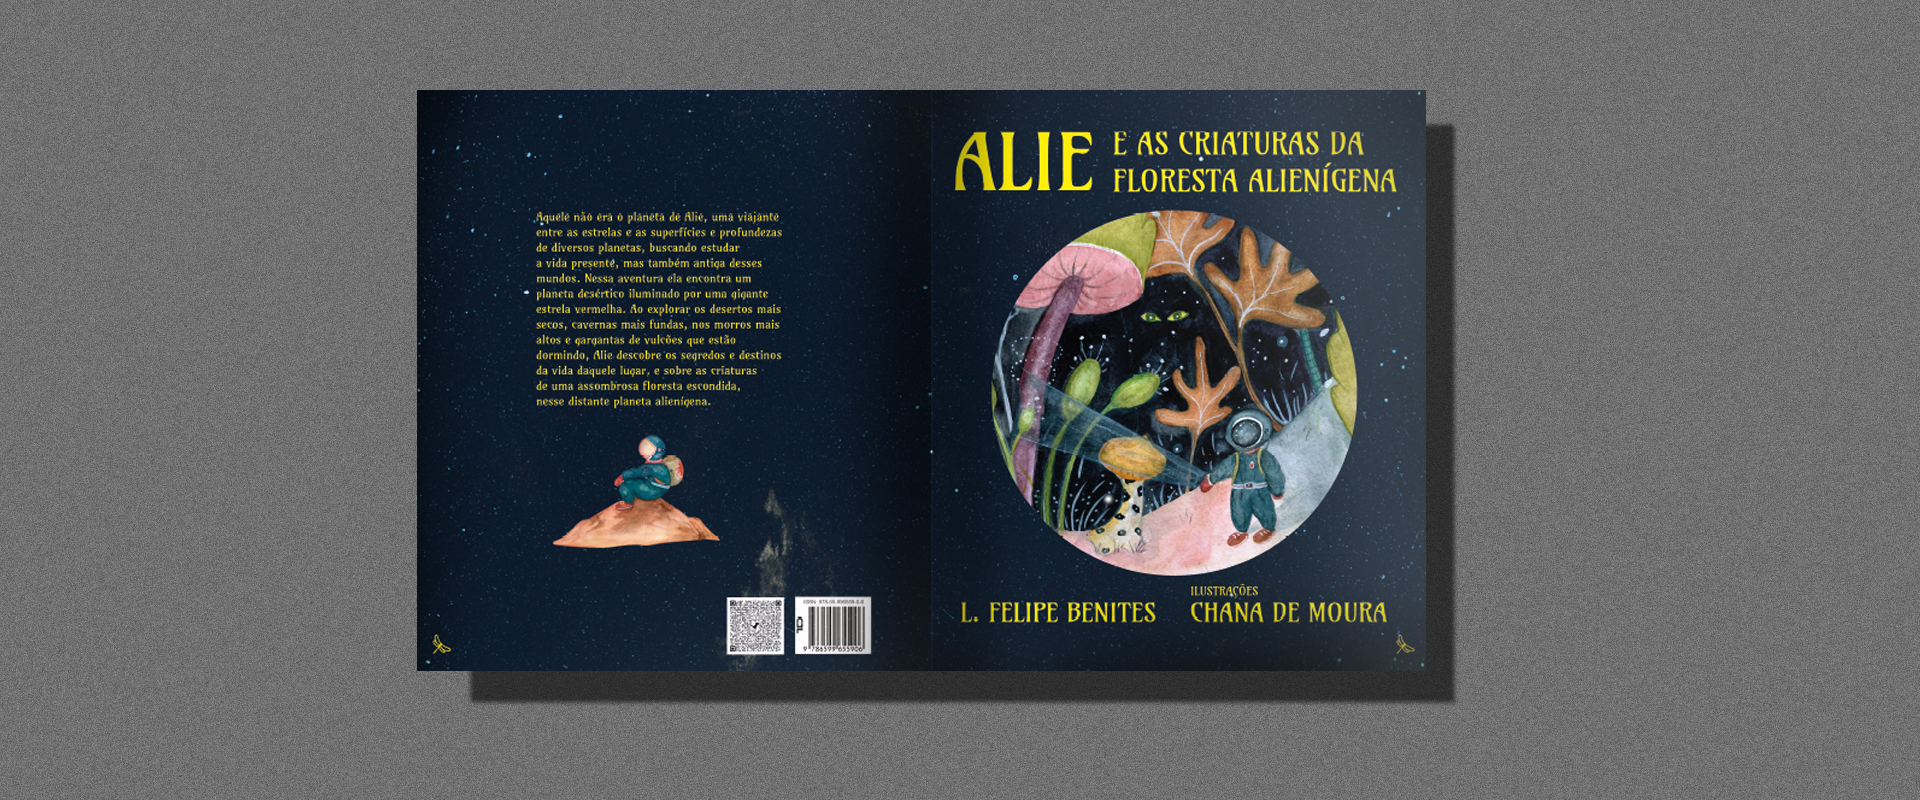 Aquele não era o planeta de Alie, uma viajante
entre as estrelas e as superfícies e profundezas
de diversos planetas, buscando estudar
a vida presente, mas também antiga desses
mundos. Nessa aventura ela encontra um
planeta desértico iluminado por uma gigante
estrela vermelha. Ao explorar os desertos mais
secos, cavernas mais fundas, nos morros mais
altos e gargantas de vulcões que estão
dormindo, Alie descobre os segredos e destinos
da vida daquele lugar, e sobre as criaturas
de uma assombrosa floresta escondida,
nesse distante planeta alienígena.
9 786599 655906
ALIE E AS CRIATURAS DA
FLORESTA ALIENÍGENA
L. FELIPE BENITES
ILUSTRAÇÕES
CHANA DE MOURA